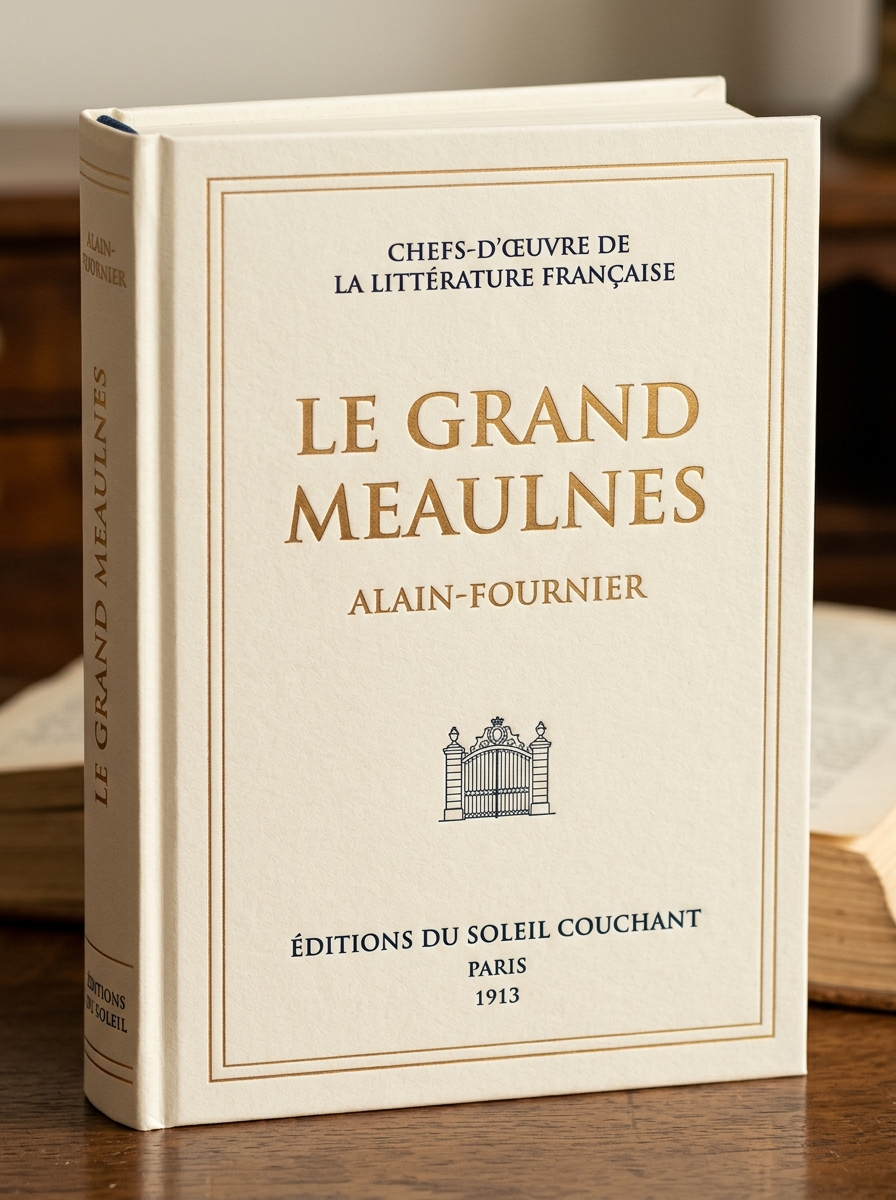 CHEFS-D'ŒUVRE DE
LA LITTÉRATURE FRANÇAISE
LE GRAND
MEAULNES
ALAIN-FOURNIER
ÉDITIONS DU SOLEIL COUCHANT
PARIS
1913
ALAIN-
FOURNIER
LE GRAND MEAULNES
ÉDITIONS
DU SOLEIL